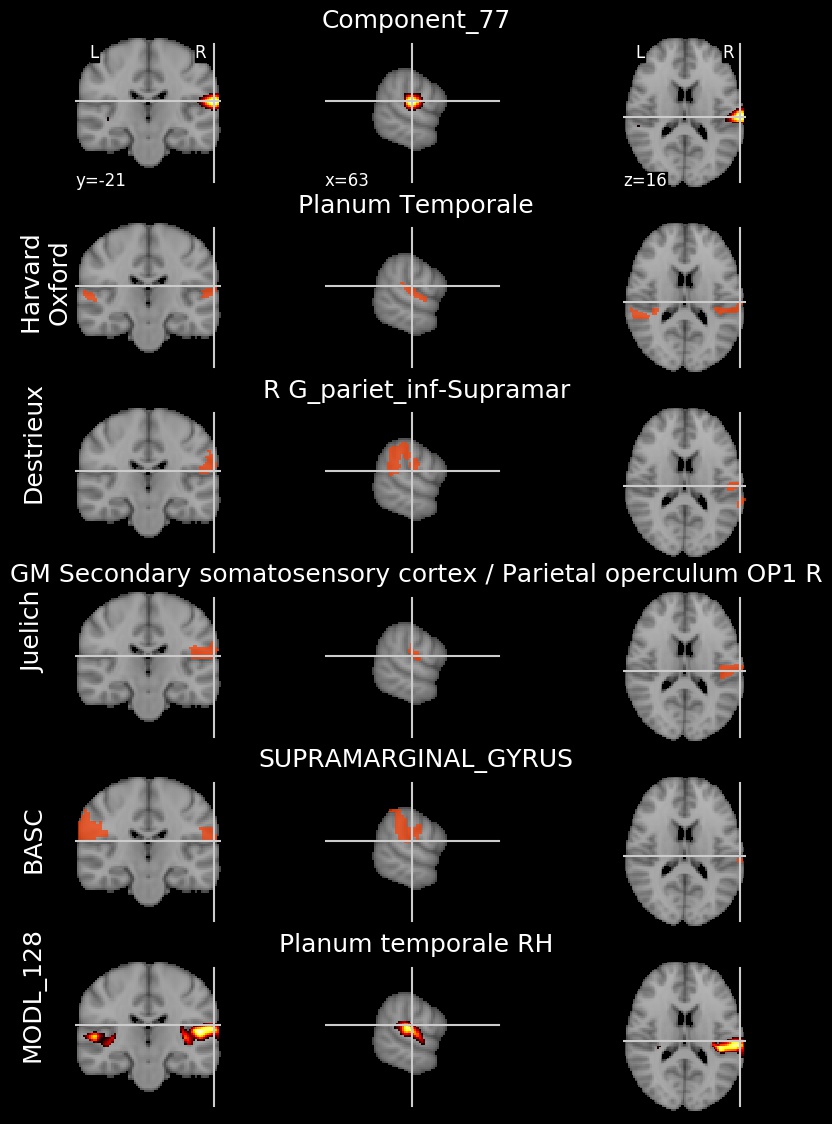 Component_77
L R
L R
y=-21
x=63
z=16
Planum Temporale
Harvard
Oxford
R G_pariet_inf-Supramar
Destrieux
GM Secondary somatosensory cortex / Parietal operculum OP1 R
Juelich
SUPRAMARGINAL_GYRUS
BASC
Planum temporale RH
MODL_128